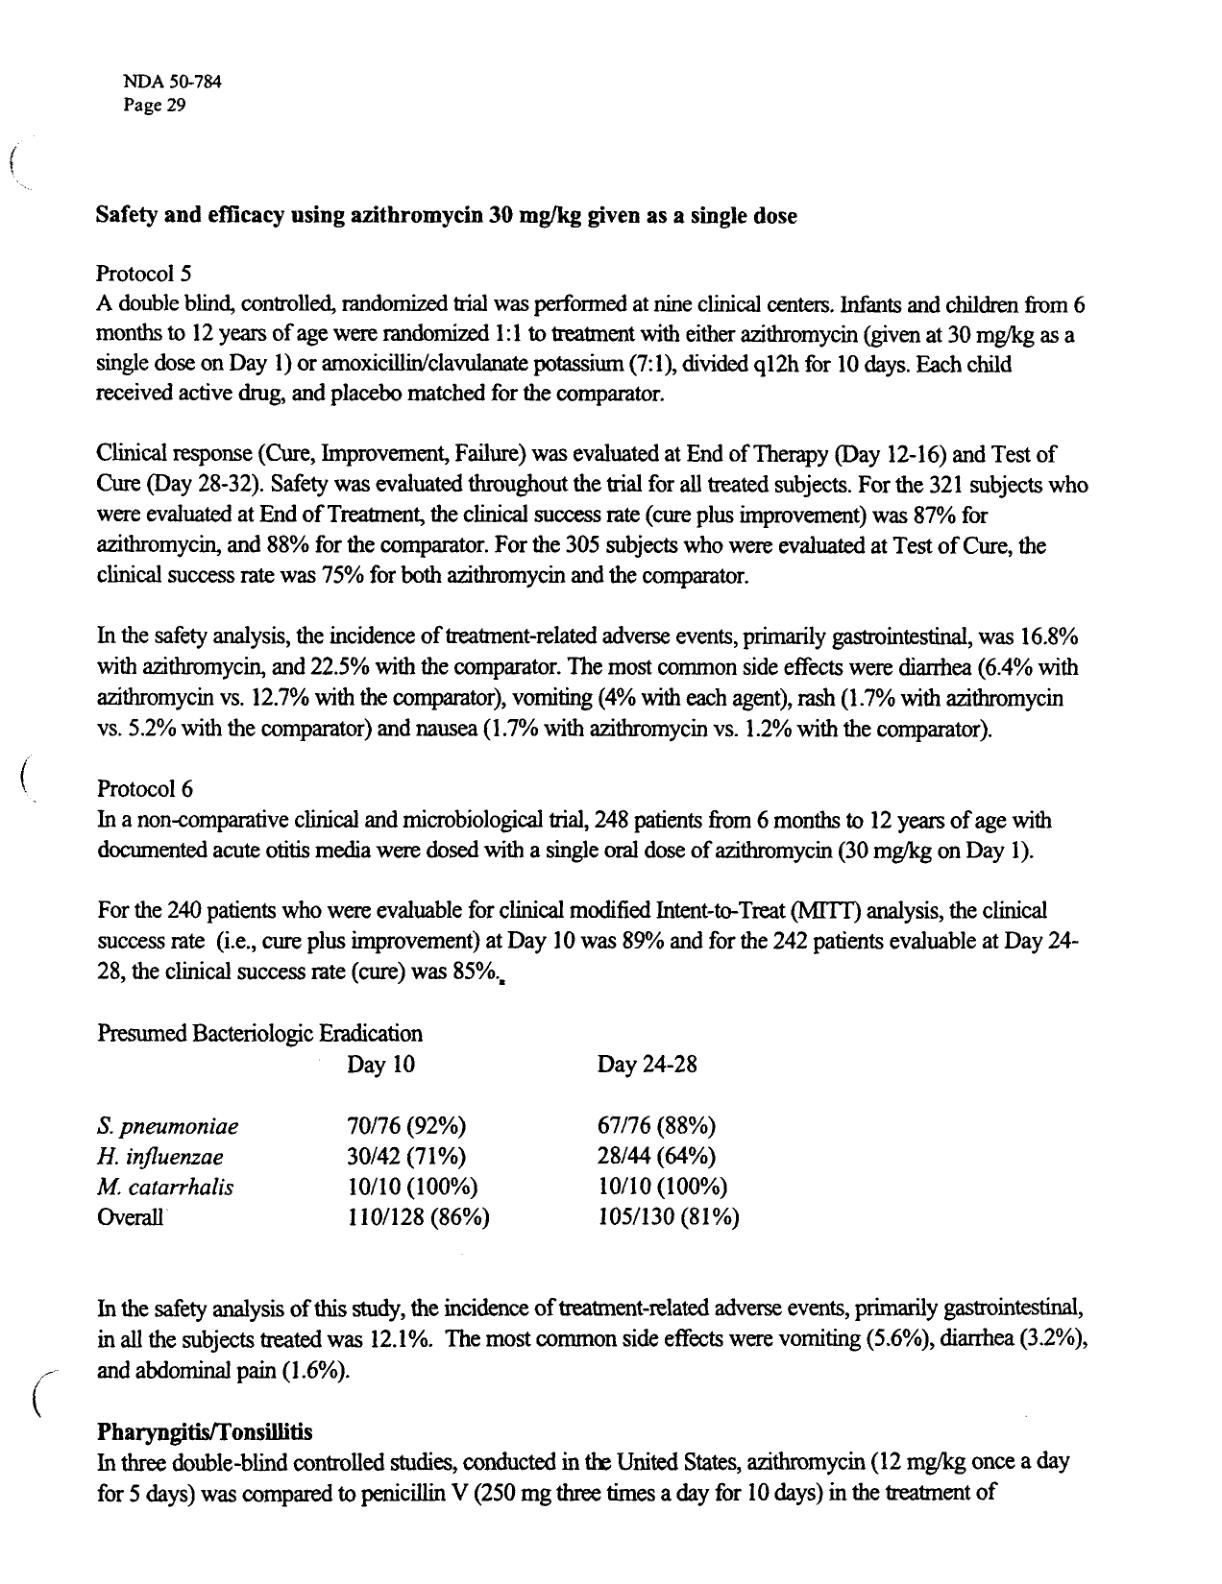 NDA 50-784
Page 29
Safety and efficacy using azithromycin 30 mg/kg given as a single dose
Protocol 5
A double blind, controlled, randomized trial was performed at nine clinical centers. Infants and children from 6
months to 12 years of age were randomized 1:1 to treatment with either azithromycin (given at 30 mg/kg as a
single dose on Day 1) or amoxicillin/clavulanate potassium (7:1), divided q12h for 10 days. Each child
received active drug, and placebo matched for the comparator.
Clinical response (Cure, Improvement, Failure) was evaluated at End of Therapy (Day 12-16) and Test of
Cure (Day 28-32). Safety was evaluated throughout the trial for all treated subjects. For the 321 subjects who
were evaluated at End of Treatment, the clinical success rate (cure plus improvement) was 87% for
azithromycin, and 88% for the comparator. For the 305 subjects who were evaluated at Test of Cure, the
clinical success rate was 75% for both azithromycin and the comparator.
In the safety analysis, the incidence of treatment-related adverse events, primarily gastrointestinal, was 16.8%
with azithromycin, and 22.5% with the comparator. The most common side effects were diarrhea (6.4% with
azithromycin vs. 12.7% with the comparator), vomiting (4% with each agent), rash (1.7% with azithromycin
vs. 5.2% with the comparator) and nausea (1.7% with azithromycin vs. 1.2% with the comparator).
Protocol 6
In a non-comparative clinical and microbiological trial, 248 patients from 6 months to 12 years of age with
documented acute otitis media were dosed with a single oral dose of azithromycin (30 mg/kg on Day 1).
For the 240 patients who were evaluable for clinical modified Intent-to-Treat (MITT) analysis, the clinical
success rate (i.e., cure plus improvement) at Day 10 was 89% and for the 242 patients evaluable at Day 24-
28, the clinical success rate (cure) was 85%.
Presumed Bacteriologic Eradication
Day 10 Day 24-28
S. pneumoniae 70/76 (92%) 67/76 (88%)
H. influenzae 30/42 (71%) 28/44 (64%)
M. catarrhalis 10/10 (100%) 10/10 (100%)
Overall 110/128 (86%) 105/130 (81%)
In the safety analysis of this study, the incidence of treatment-related adverse events, primarily gastrointestinal,
in all the subjects treated was 12.1%. The most common side effects were vomiting (5.6%), diarrhea (3.2%),
and abdominal pain (1.6%).
Pharyngitis/Tonsillitis
In three double-blind controlled studies, conducted in the United States, azithromycin (12 mg/kg once a day
for 5 days) was compared to penicillin V (250 mg three times a day for 10 days) in the treatment of